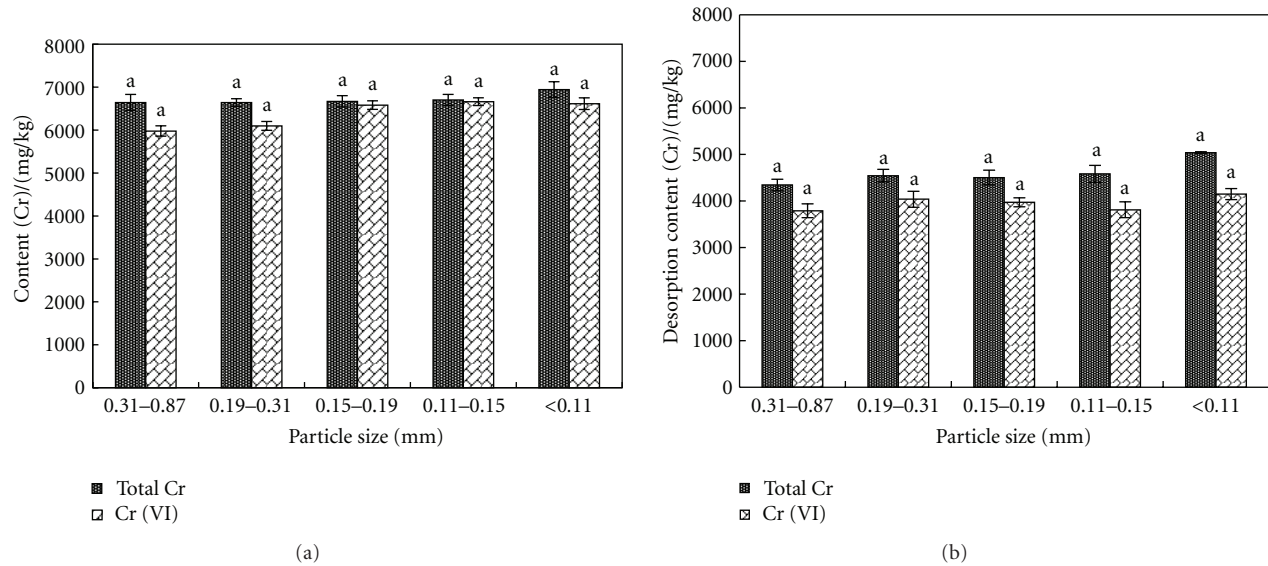 8000
7000
6000
5000
4000
3000
2000
1000
0
Content (Cr)/(mg/kg)
a a a a a a a a a a
0.31–0.87 0.19–0.31 0.15–0.19 0.11–0.15 <0.11
Particle size (mm)
Total Cr
Cr (VI)
(a)
8000
7000
6000
5000
4000
3000
2000
1000
0
Desorption content (Cr)/(mg/kg)
a a a a a a a a a a
0.31–0.87 0.19–0.31 0.15–0.19 0.11–0.15 <0.11
Particle size (mm)
Total Cr
Cr (VI)
(b)